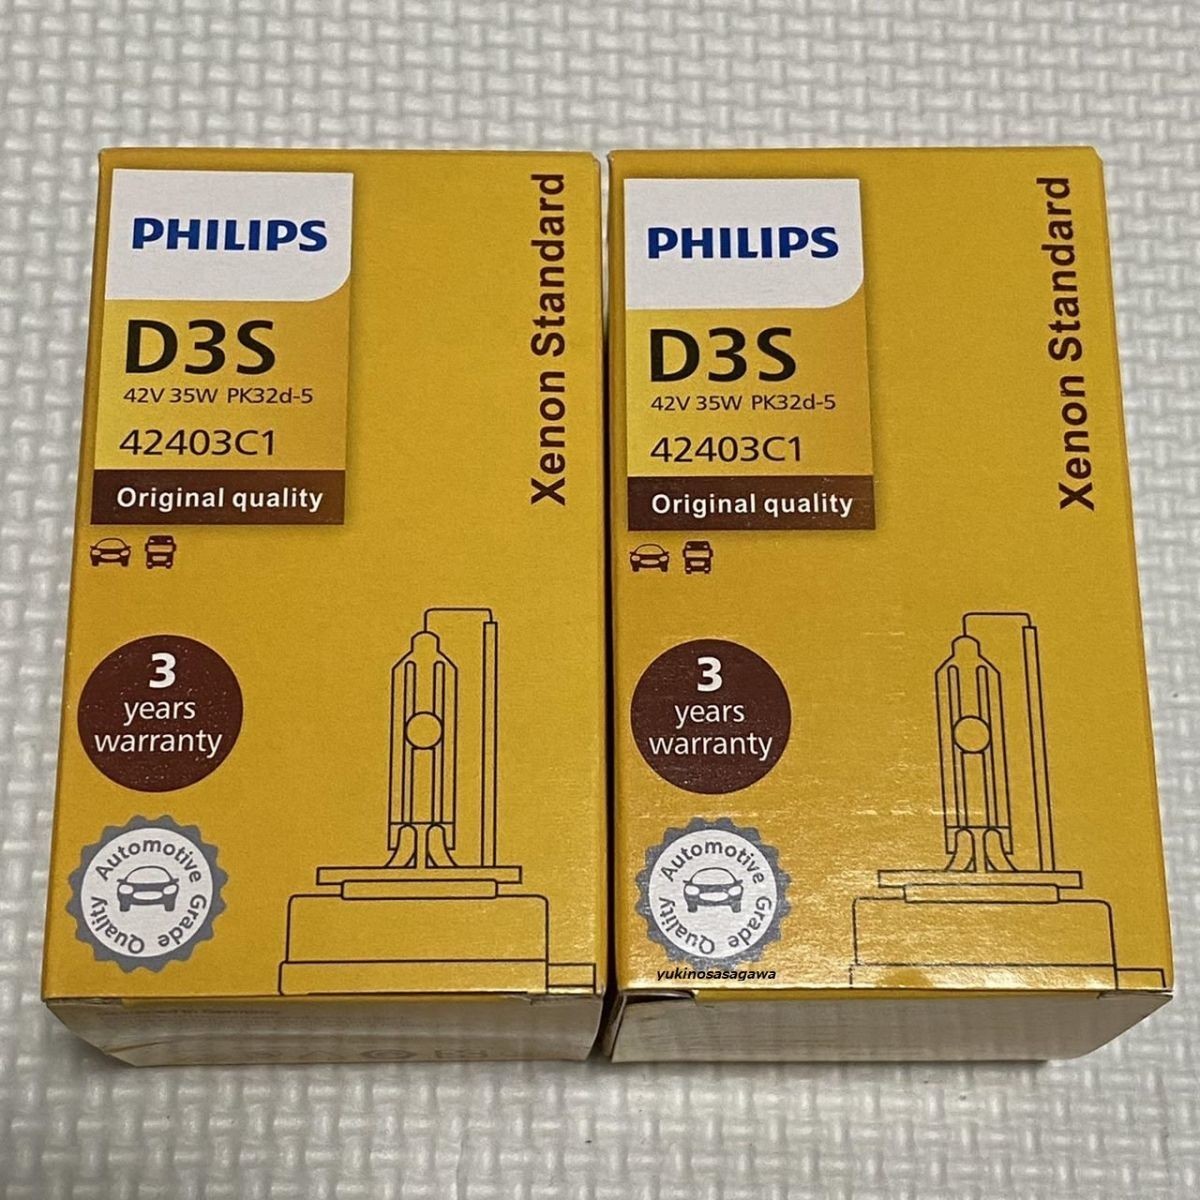 PHILIPS
D3S
42V 35W PK32d-5
42403C1
Original quality
Xenon Standard
3
years
warranty
Automotive Grade Quality
PHILIPS
D3S
42V 35W PK32d-5
42403C1
Original quality
Xenon Standard
3
years
warranty
Automotive Grade Quality
yukinosasagawa